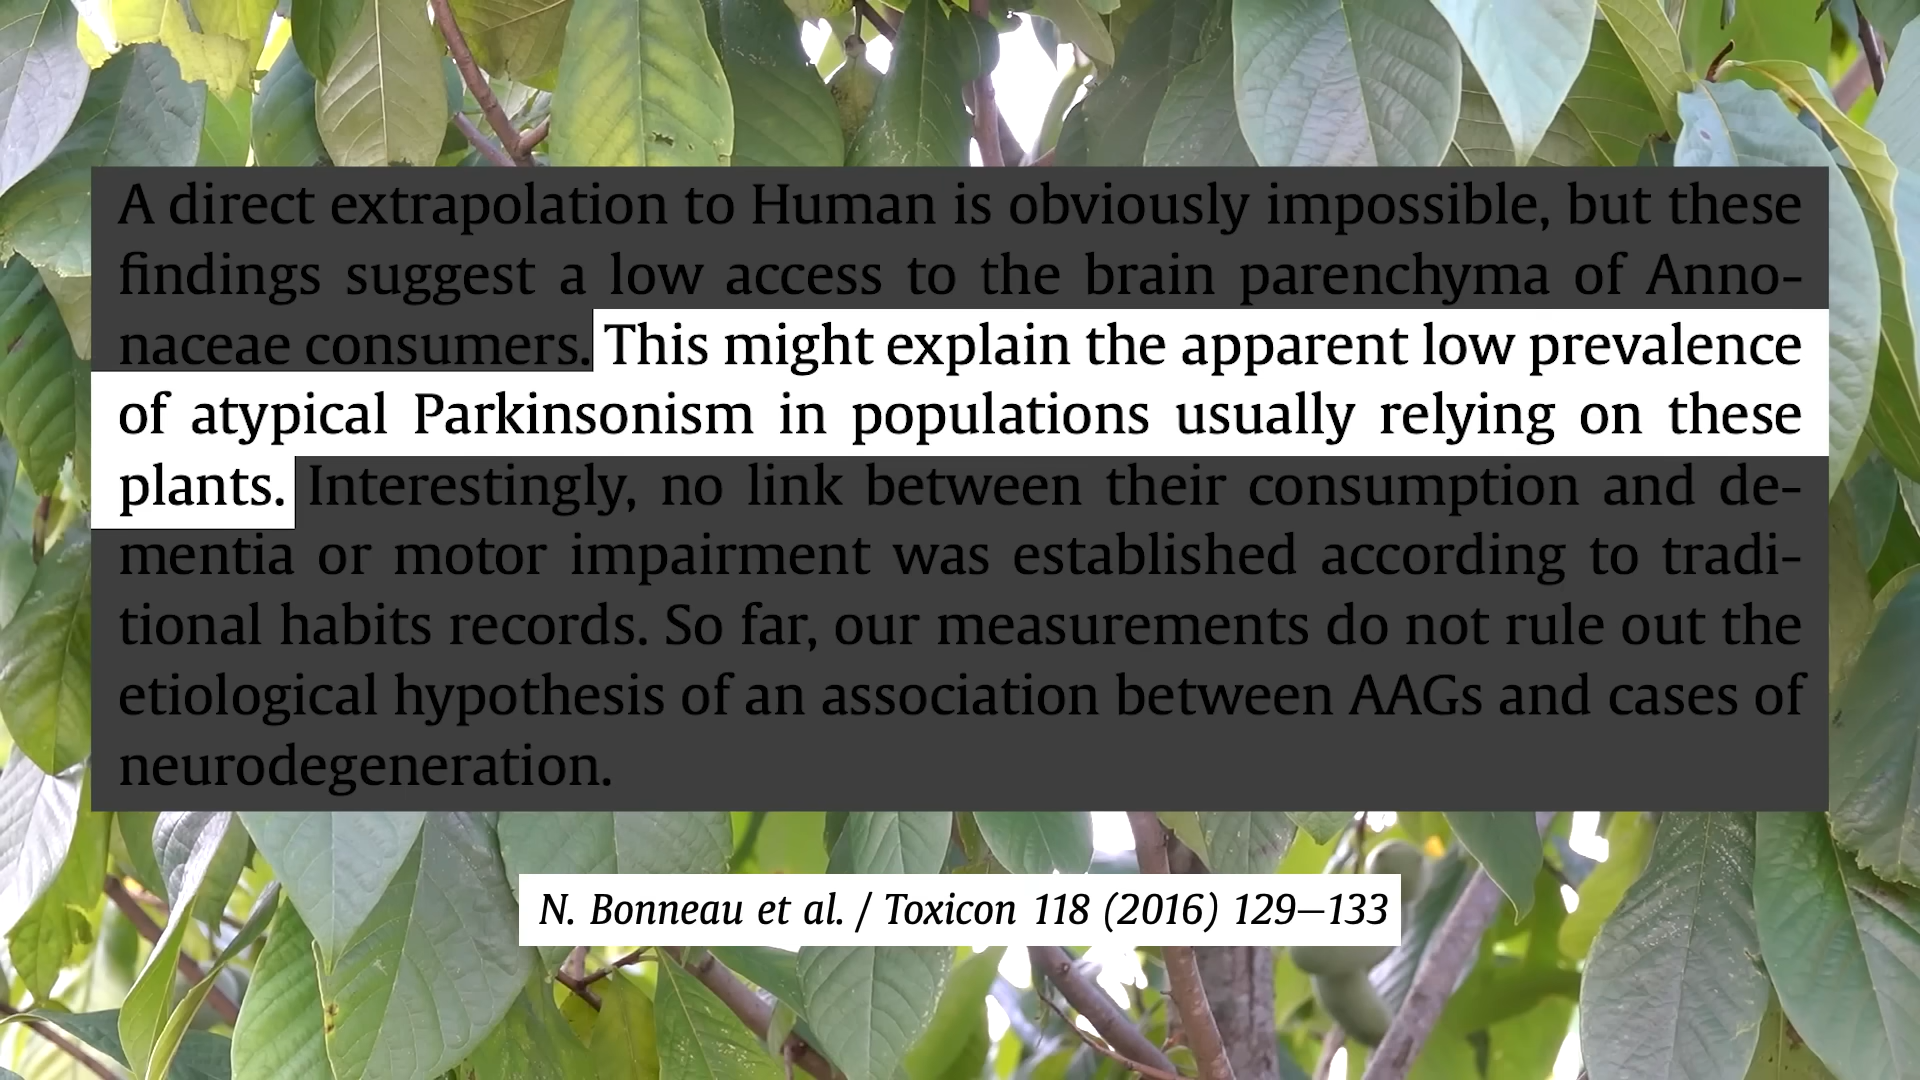 A direct extrapolation to Human is obviously impossible, but these
findings suggest a low access to the brain parenchyma of Anno-
naceae consumers. This might explain the apparent low prevalence
of atypical Parkinsonism in populations usually relying on these
plants. Interestingly, no link between their consumption and de-
mentia or motor impairment was established according to tradi-
tional habits records. So far, our measurements do not rule out the
etiological hypothesis of an association between AAGs and cases of
neurodegeneration.
N. Bonneau et al. / Toxicon 118 (2016) 129–133